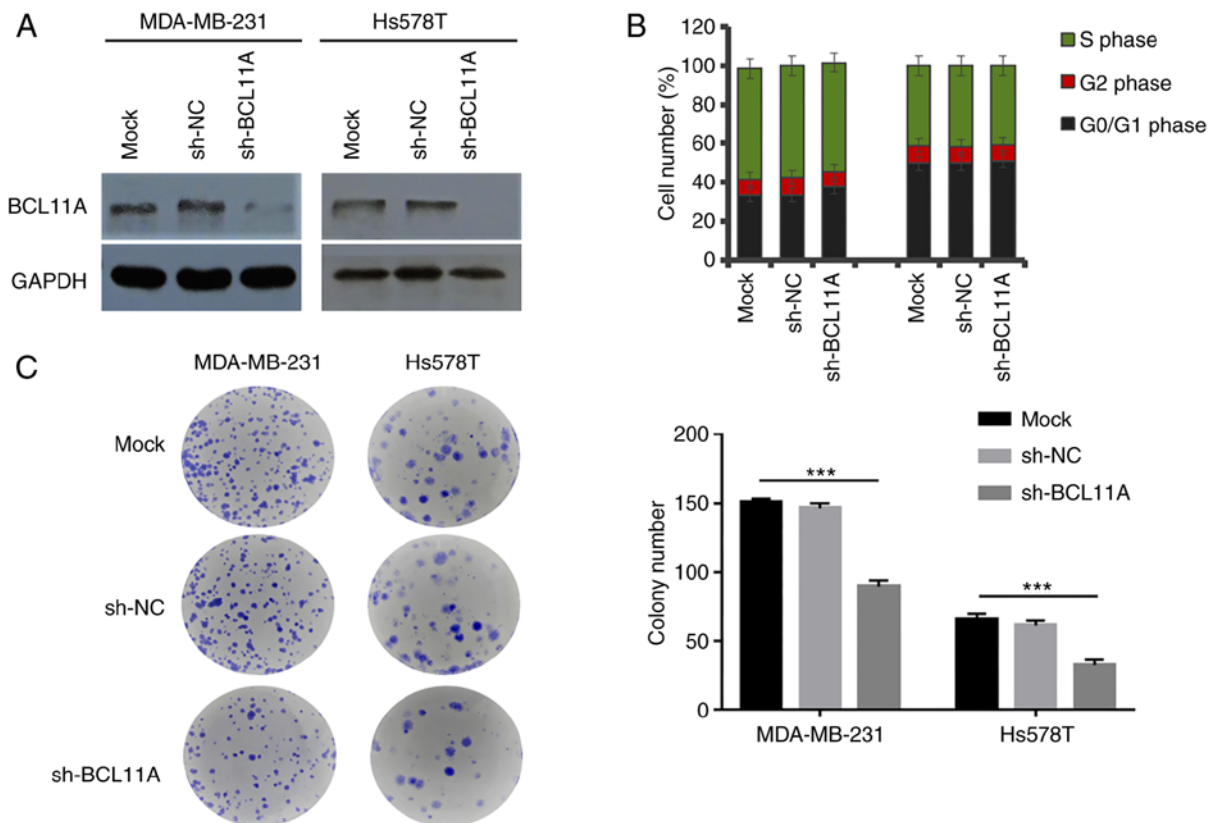 A
MDA-MB-231
Hs578T
Mock
sh-NC
sh-BCL11A
Mock
sh-NC
sh-BCL11A
BCL11A
GAPDH
B
120
100
80
60
40
20
0
Cell number (%)
S phase
G2 phase
G0/G1 phase
Mock
sh-NC
sh-BCL11A
Mock
sh-NC
sh-BCL11A
C
MDA-MB-231
Hs578T
Mock
sh-NC
sh-BCL11A
Mock
sh-NC
sh-BCL11A
200
150
100
50
0
Colony number
***
***
MDA-MB-231
Hs578T